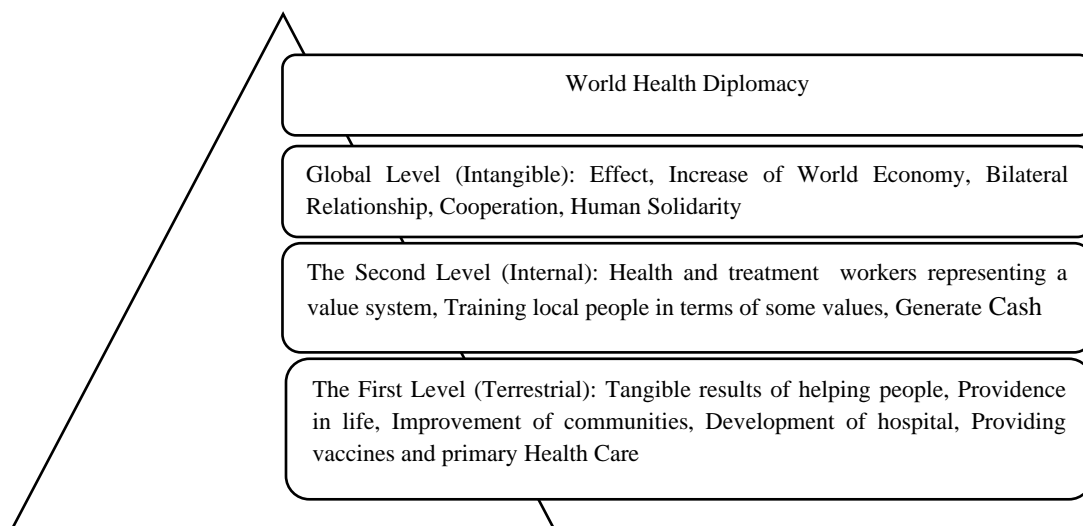 World Health Diplomacy
Global Level (Intangible): Effect, Increase of World Economy, Bilateral
Relationship, Cooperation, Human Solidarity
The Second Level (Internal): Health and treatment workers representing a
value system, Training local people in terms of some values, Generate Cash
The First Level (Terrestrial): Tangible results of helping people, Providence
in life, Improvement of communities, Development of hospital, Providing
vaccines and primary Health Care